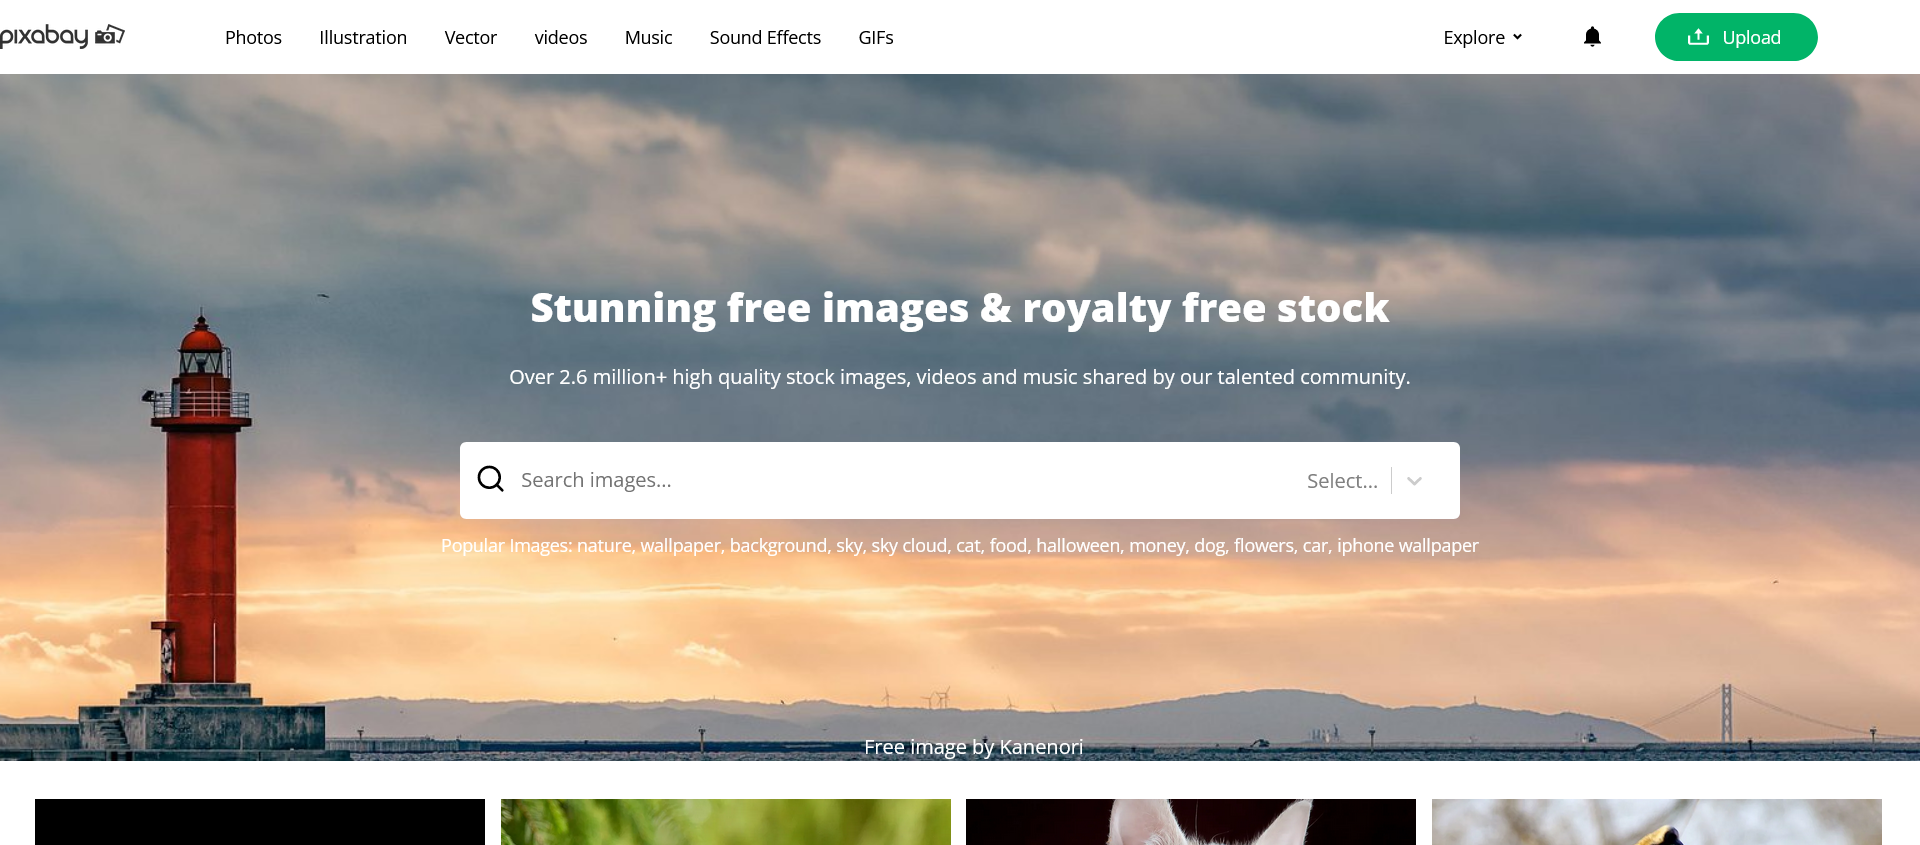 pixabay
Photos Illustration Vector videos Music Sound Effects GIFs Explore Upload
Stunning free images & royalty free stock
Over 2.6 million+ high quality stock images, videos and music shared by our talented community.
Search images... Select...
Popular Images: nature, wallpaper, background, sky, sky cloud, cat, food, halloween, money, dog, flowers, car, iphone wallpaper
Free image by Kanenori